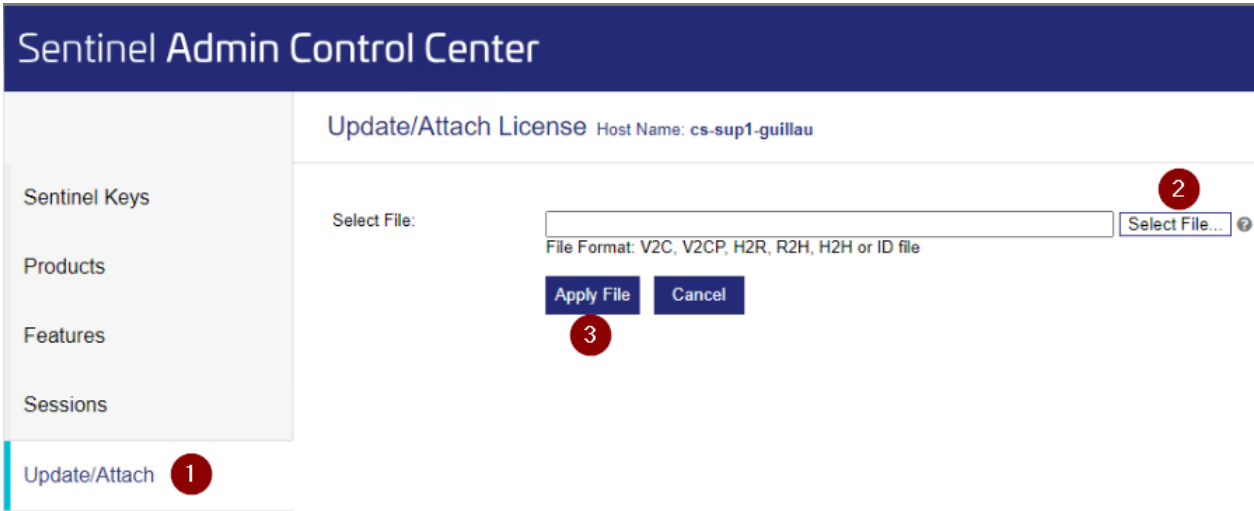 Sentinel Admin Control Center
Update/Attach License Host Name: cs-sup1-guillau
Sentinel Keys
Products
Features
Sessions
Update/Attach 1
2
Select File: Select File... ?
File Format: V2C, V2CP, H2R, R2H, H2H or ID file
Apply File Cancel
3